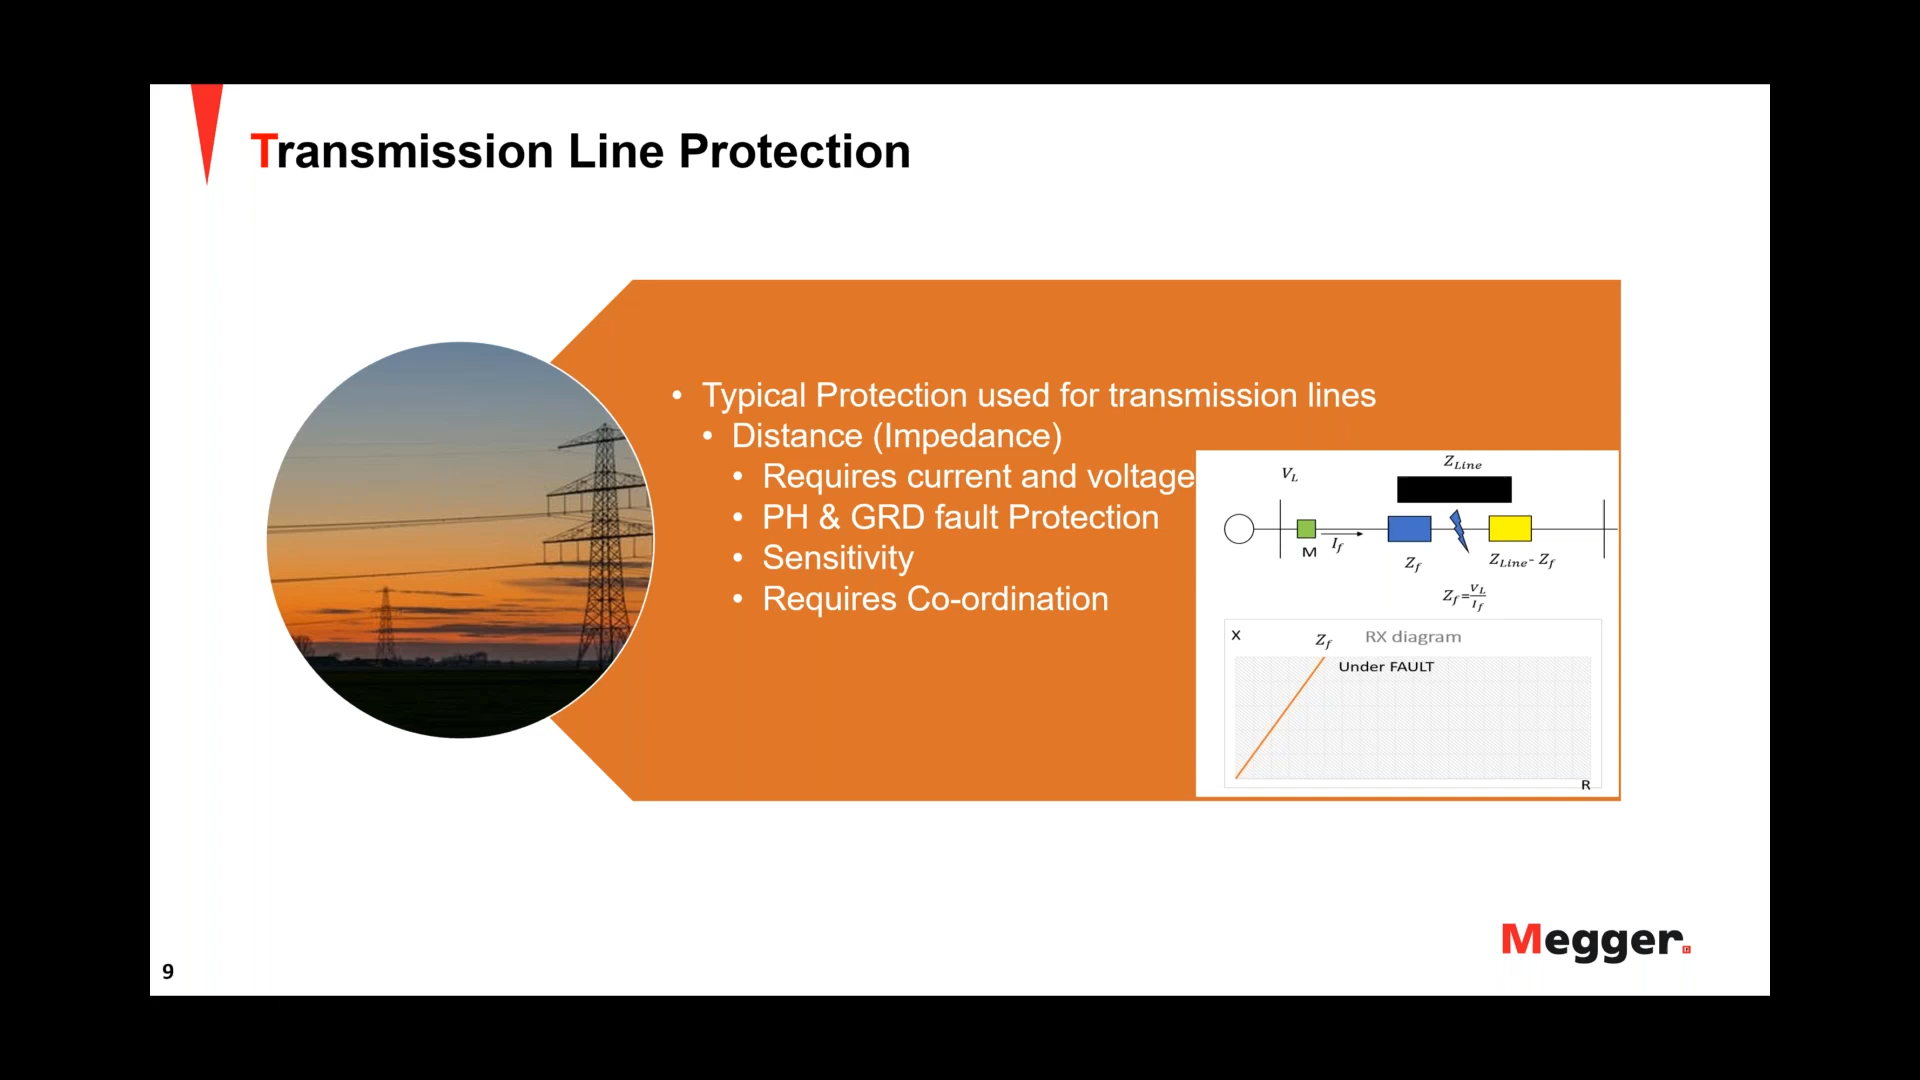 Transmission Line Protection
• Typical Protection used for transmission lines
• Distance (Impedance)
• Requires current and voltage
• PH & GRD fault Protection
• Sensitivity
• Requires Co-ordination
V_L
Z_Line
M
I_f
Z_f
Z_Line- Z_f
Z_f=V_L/I_f
X
Z_f
RX diagram
Under FAULT
R
Megger.
9